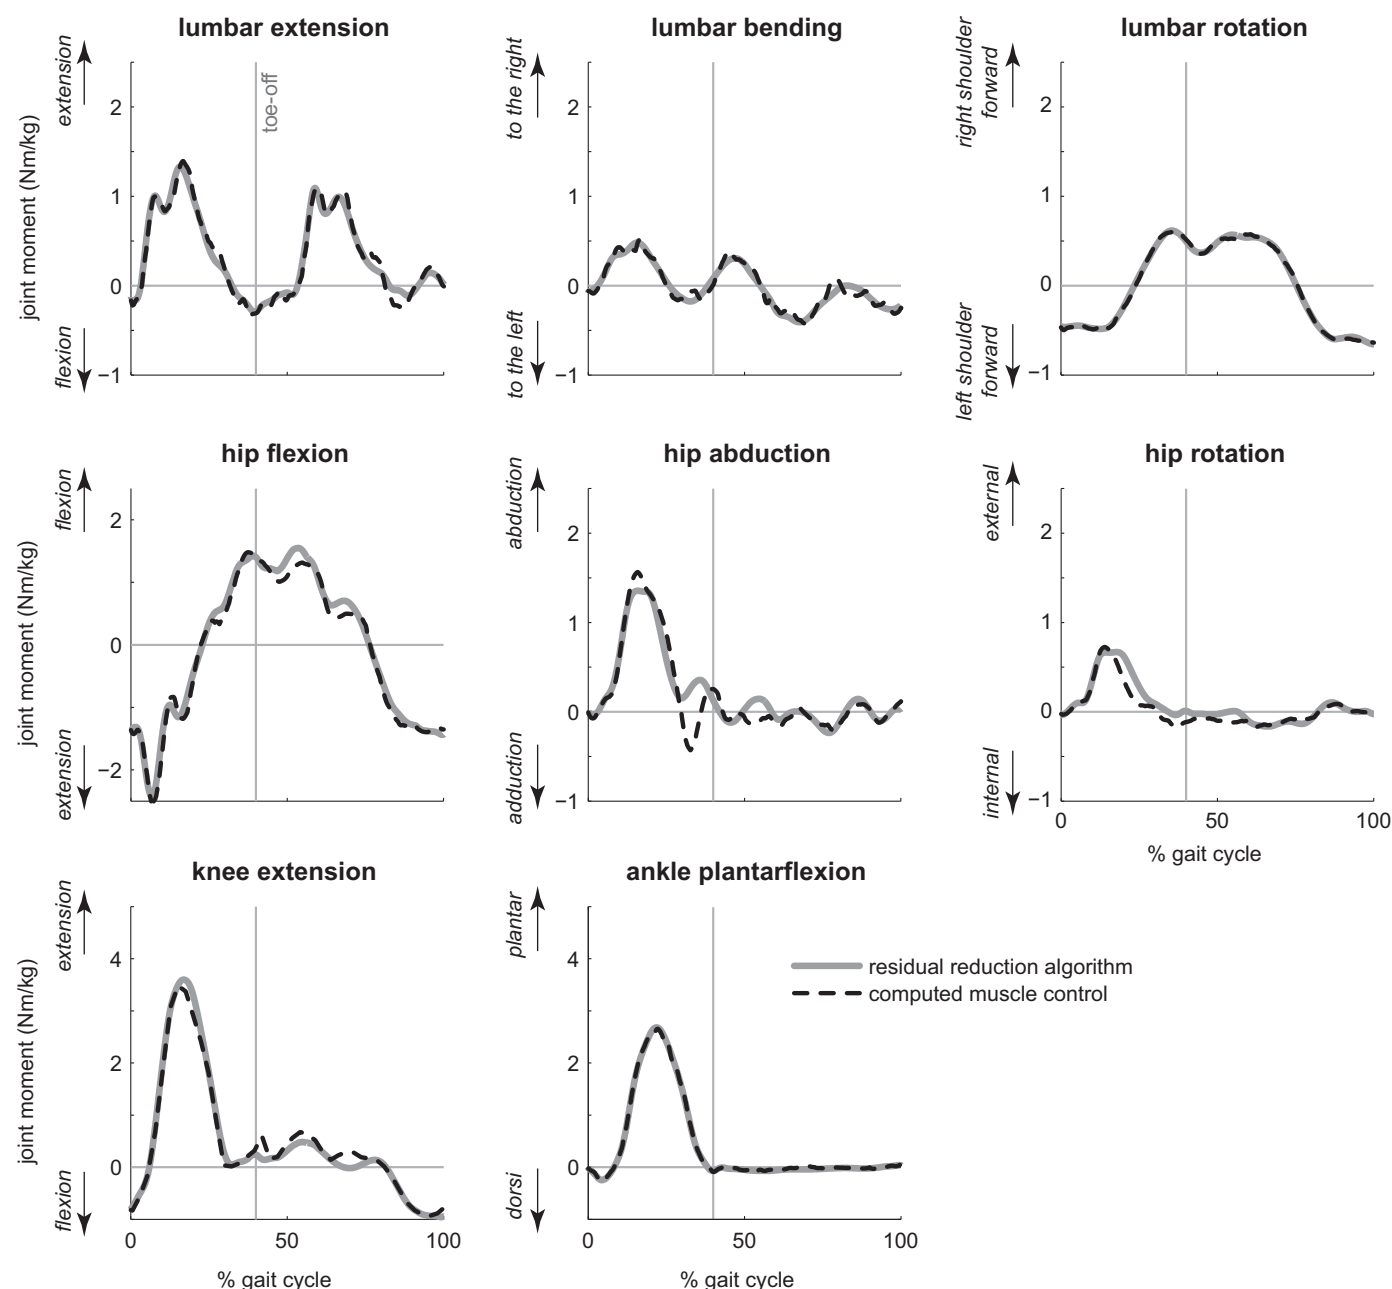 lumbar extension
lumbar bending
lumbar rotation
extension
flexion
joint moment (Nm/kg)
2
1
0
−1
toe-off
to the right
to the left
2
1
0
−1
right shoulder
forward
left shoulder
forward
2
1
0
−1
hip flexion
hip abduction
hip rotation
flexion
extension
joint moment (Nm/kg)
2
0
−2
abduction
adduction
2
1
0
−1
external
internal
2
1
0
−1
0 50 100
% gait cycle
knee extension
ankle plantarflexion
extension
flexion
joint moment (Nm/kg)
4
2
0
0 50 100
% gait cycle
plantar
dorsi
4
2
0
0 50 100
% gait cycle
residual reduction algorithm
computed muscle control